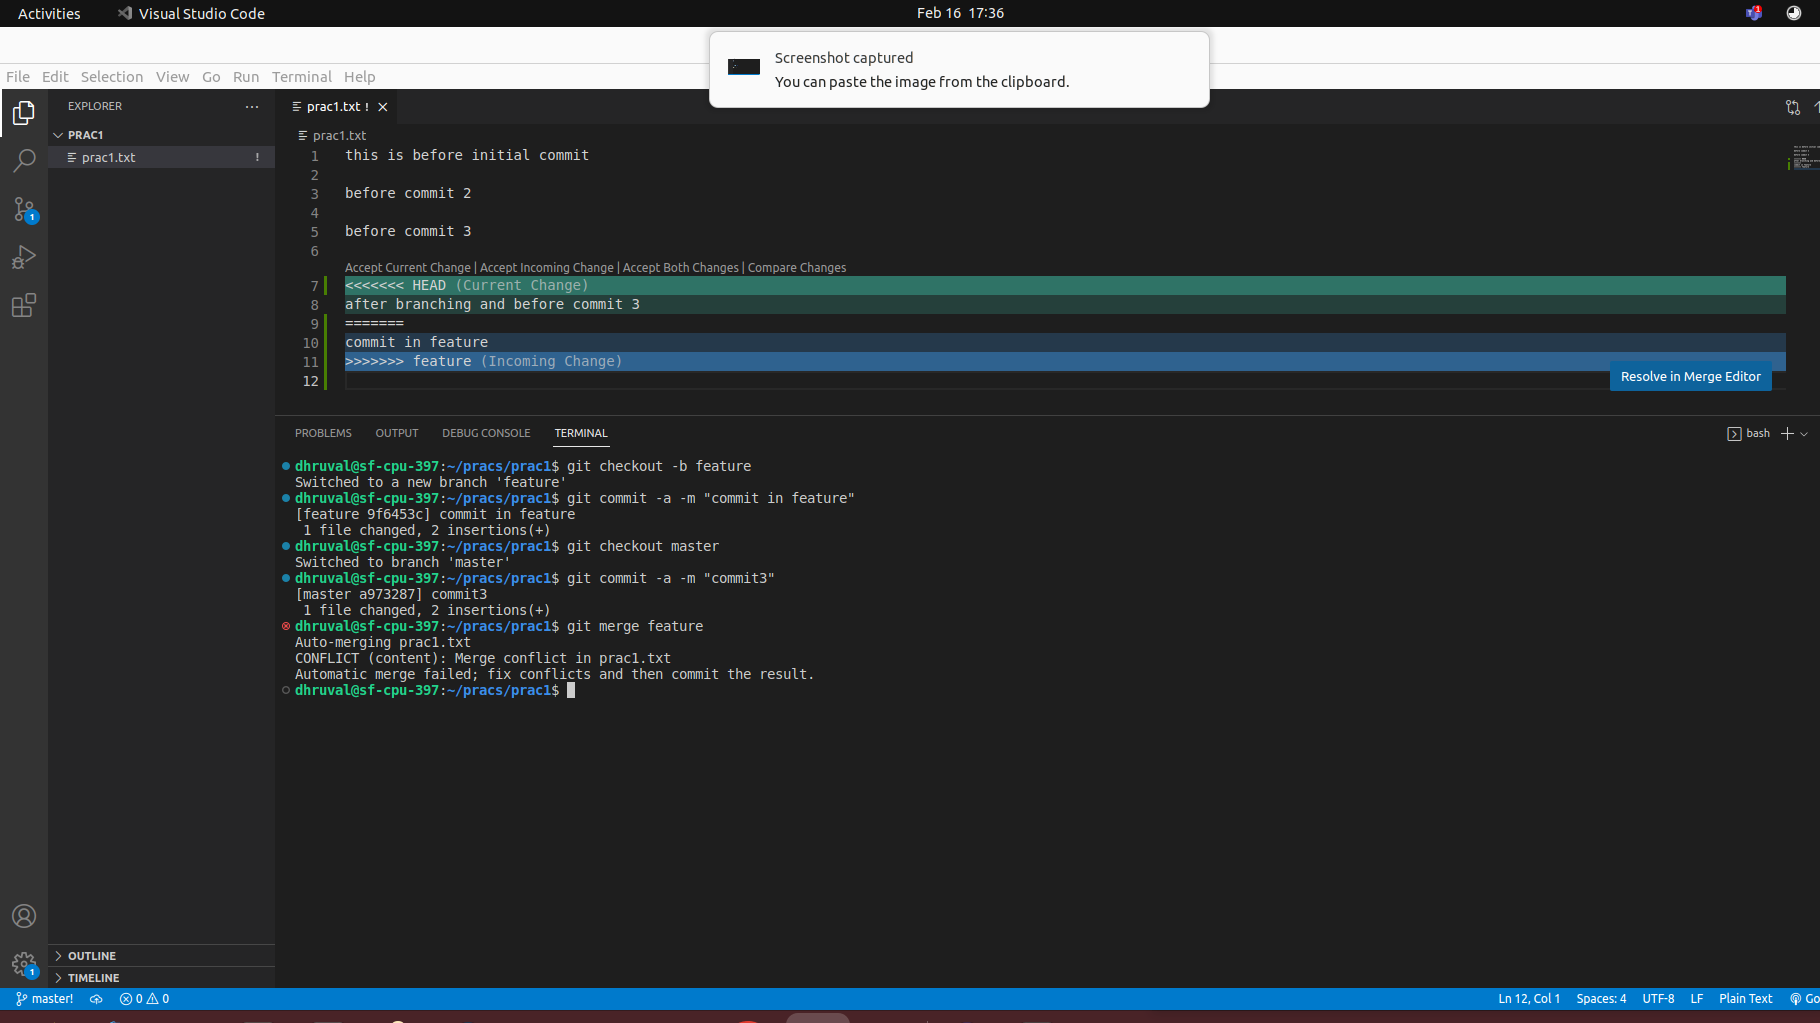 Activities
Visual Studio Code
Feb 16 17:36
1
Screenshot captured
You can paste the image from the clipboard.
File Edit Selection View Go Run Terminal Help
EXPLORER
PRAC1
prac1.txt !
1
prac1.txt !
prac1.txt
1 this is before initial commit
2
3 before commit 2
4
5 before commit 3
6
Accept Current Change | Accept Incoming Change | Accept Both Changes | Compare Changes
7 <<<<<<< HEAD (Current Change)
8 after branching and before commit 3
9 =======
10 commit in feature
11 >>>>>>> feature (Incoming Change)
12
Resolve in Merge Editor
PROBLEMS OUTPUT DEBUG CONSOLE TERMINAL
bash
dhruval@sf-cpu-397:~/pracs/prac1$ git checkout -b feature
Switched to a new branch 'feature'
dhruval@sf-cpu-397:~/pracs/prac1$ git commit -a -m "commit in feature"
[feature 9f6453c] commit in feature
1 file changed, 2 insertions(+)
dhruval@sf-cpu-397:~/pracs/prac1$ git checkout master
Switched to branch 'master'
dhruval@sf-cpu-397:~/pracs/prac1$ git commit -a -m "commit3"
[master a973287] commit3
1 file changed, 2 insertions(+)
dhruval@sf-cpu-397:~/pracs/prac1$ git merge feature
Auto-merging prac1.txt
CONFLICT (content): Merge conflict in prac1.txt
Automatic merge failed; fix conflicts and then commit the result.
dhruval@sf-cpu-397:~/pracs/prac1$
OUTLINE
1
TIMELINE
master! 0 0
Ln 12, Col 1 Spaces: 4 UTF-8 LF Plain Text Go